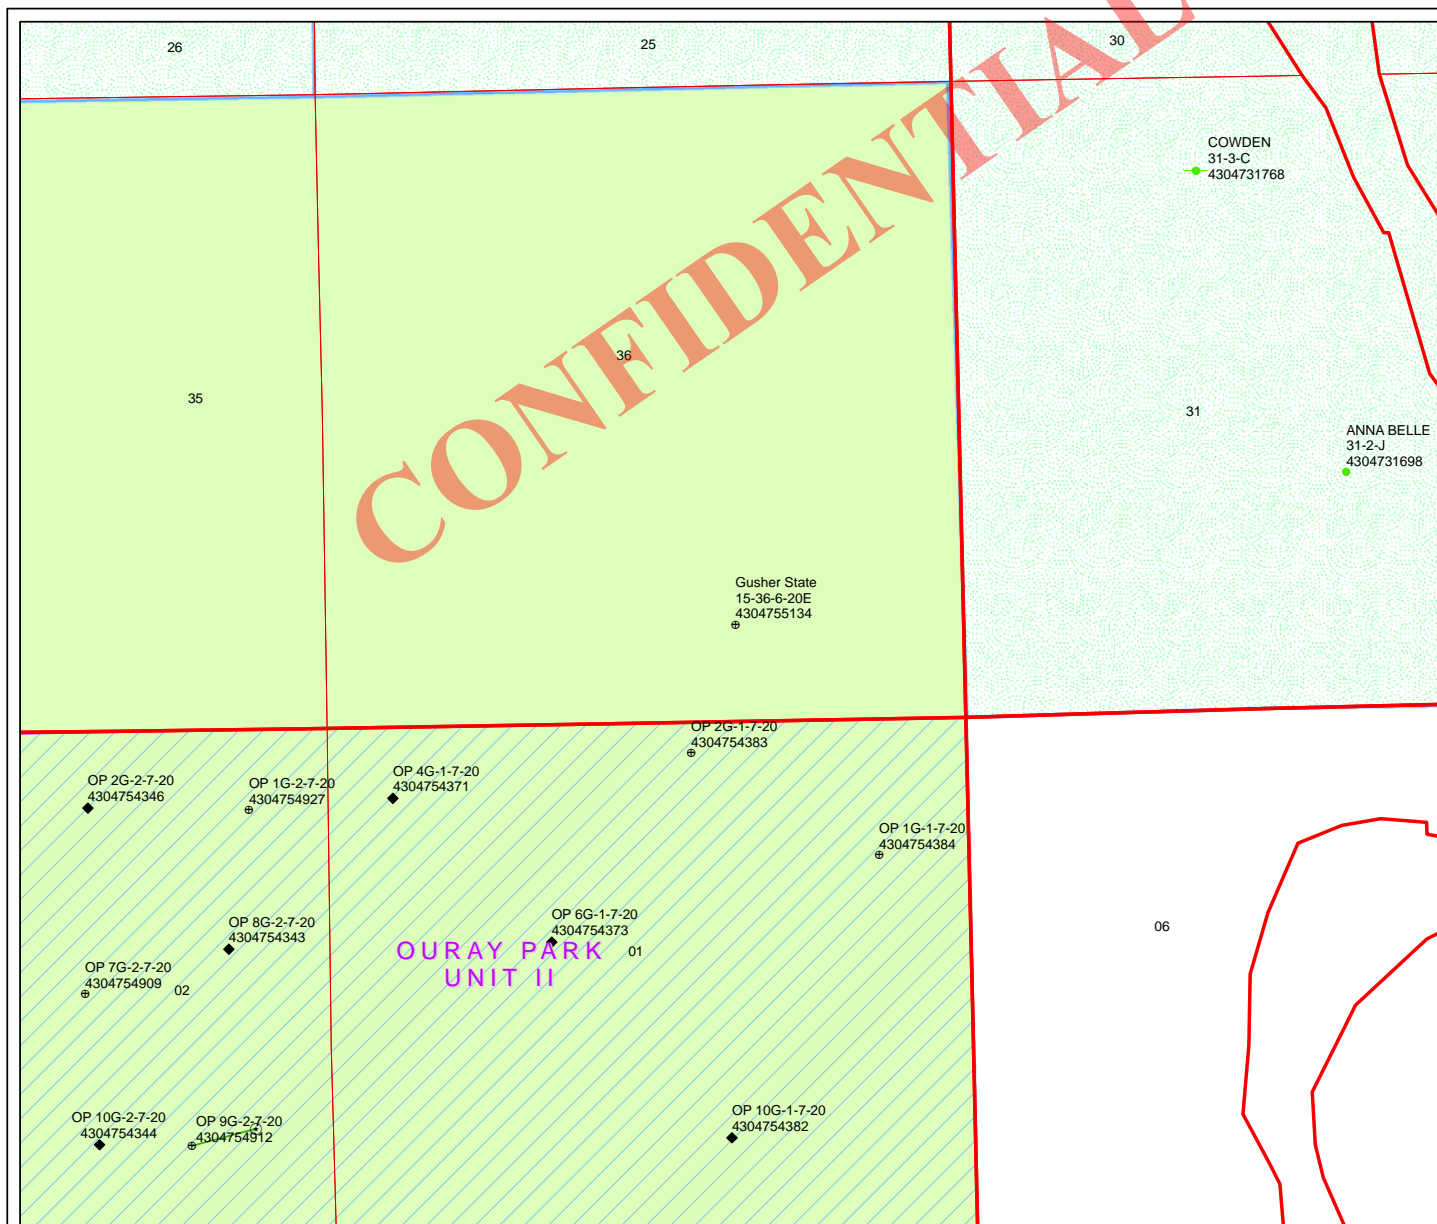 26
25
30
CONFIDENTIAL
COWDEN
31-3-C
4304731768
36
35
31
ANNA BELLE
31-2-J
4304731698
Gusher State
15-36-6-20E
4304755134
OP 2G-1-7-20
4304754383
OP 2G-2-7-20
4304754346
OP 1G-2-7-20
4304754927
OP 4G-1-7-20
4304754371
OP 1G-1-7-20
4304754384
OP 8G-2-7-20
4304754343
OP 6G-1-7-20
4304754373
OURAY PARK
UNIT II
01
06
OP 7G-2-7-20
4304754909
02
OP 10G-2-7-20
4304754344
OP 9G-2-7-20
4304754912
OP 10G-1-7-20
4304754382